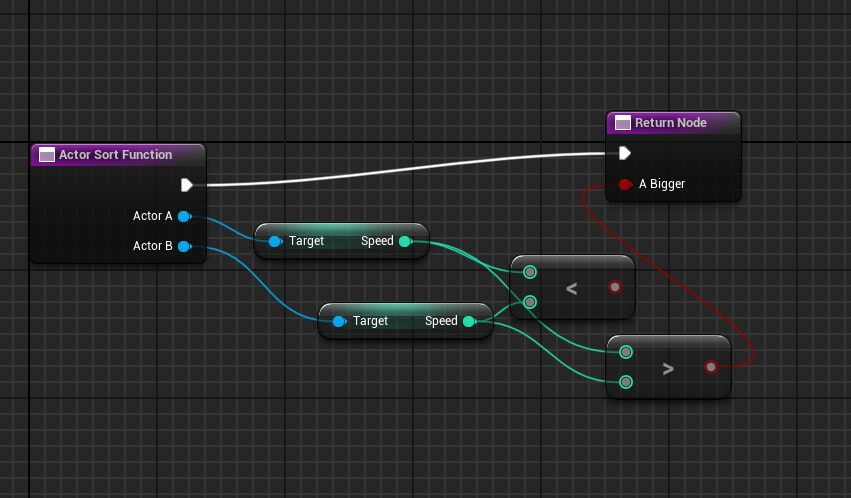 Return Node
Actor Sort Function
A Bigger
Actor A
Actor B
Target Speed
<
Target Speed
>